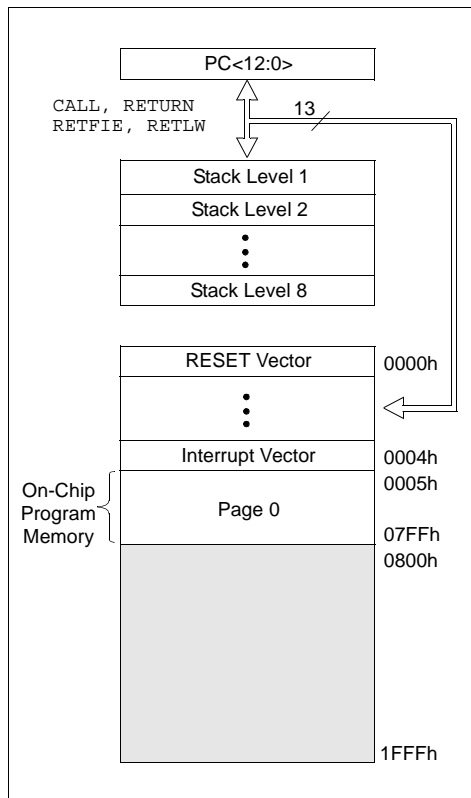 PC<12:0>
CALL, RETURN
RETFIE, RETLW
13
Stack Level 1
Stack Level 2
Stack Level 8
RESET Vector
0000h
Interrupt Vector
0004h
0005h
On-Chip
Program
Memory
Page 0
07FFh
0800h
1FFFh